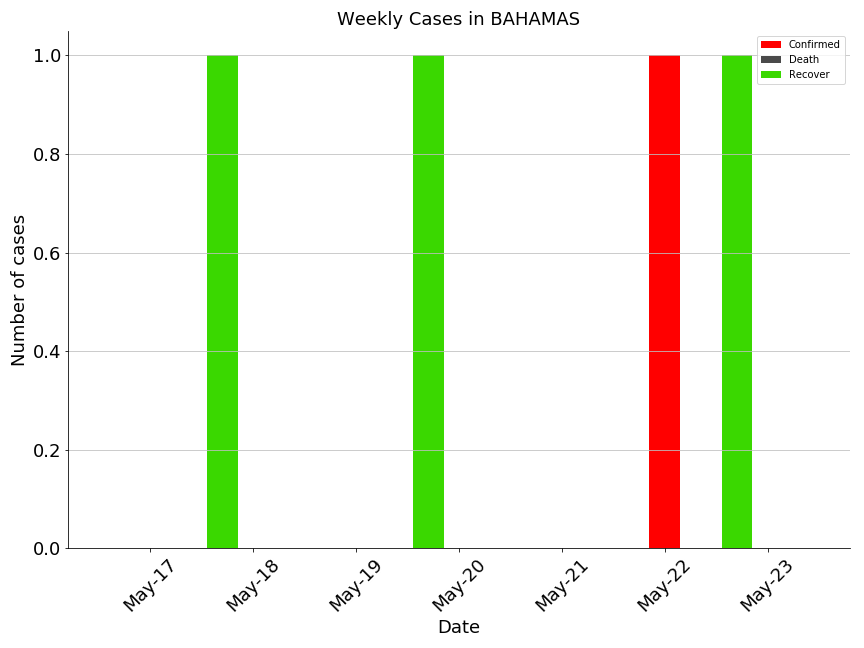 Weekly Cases in BAHAMAS
Confirmed
Death
Recover
Number of cases
1.0
0.8
0.6
0.4
0.2
0.0
May-17
May-18
May-19
May-20
May-21
May-22
May-23
Date